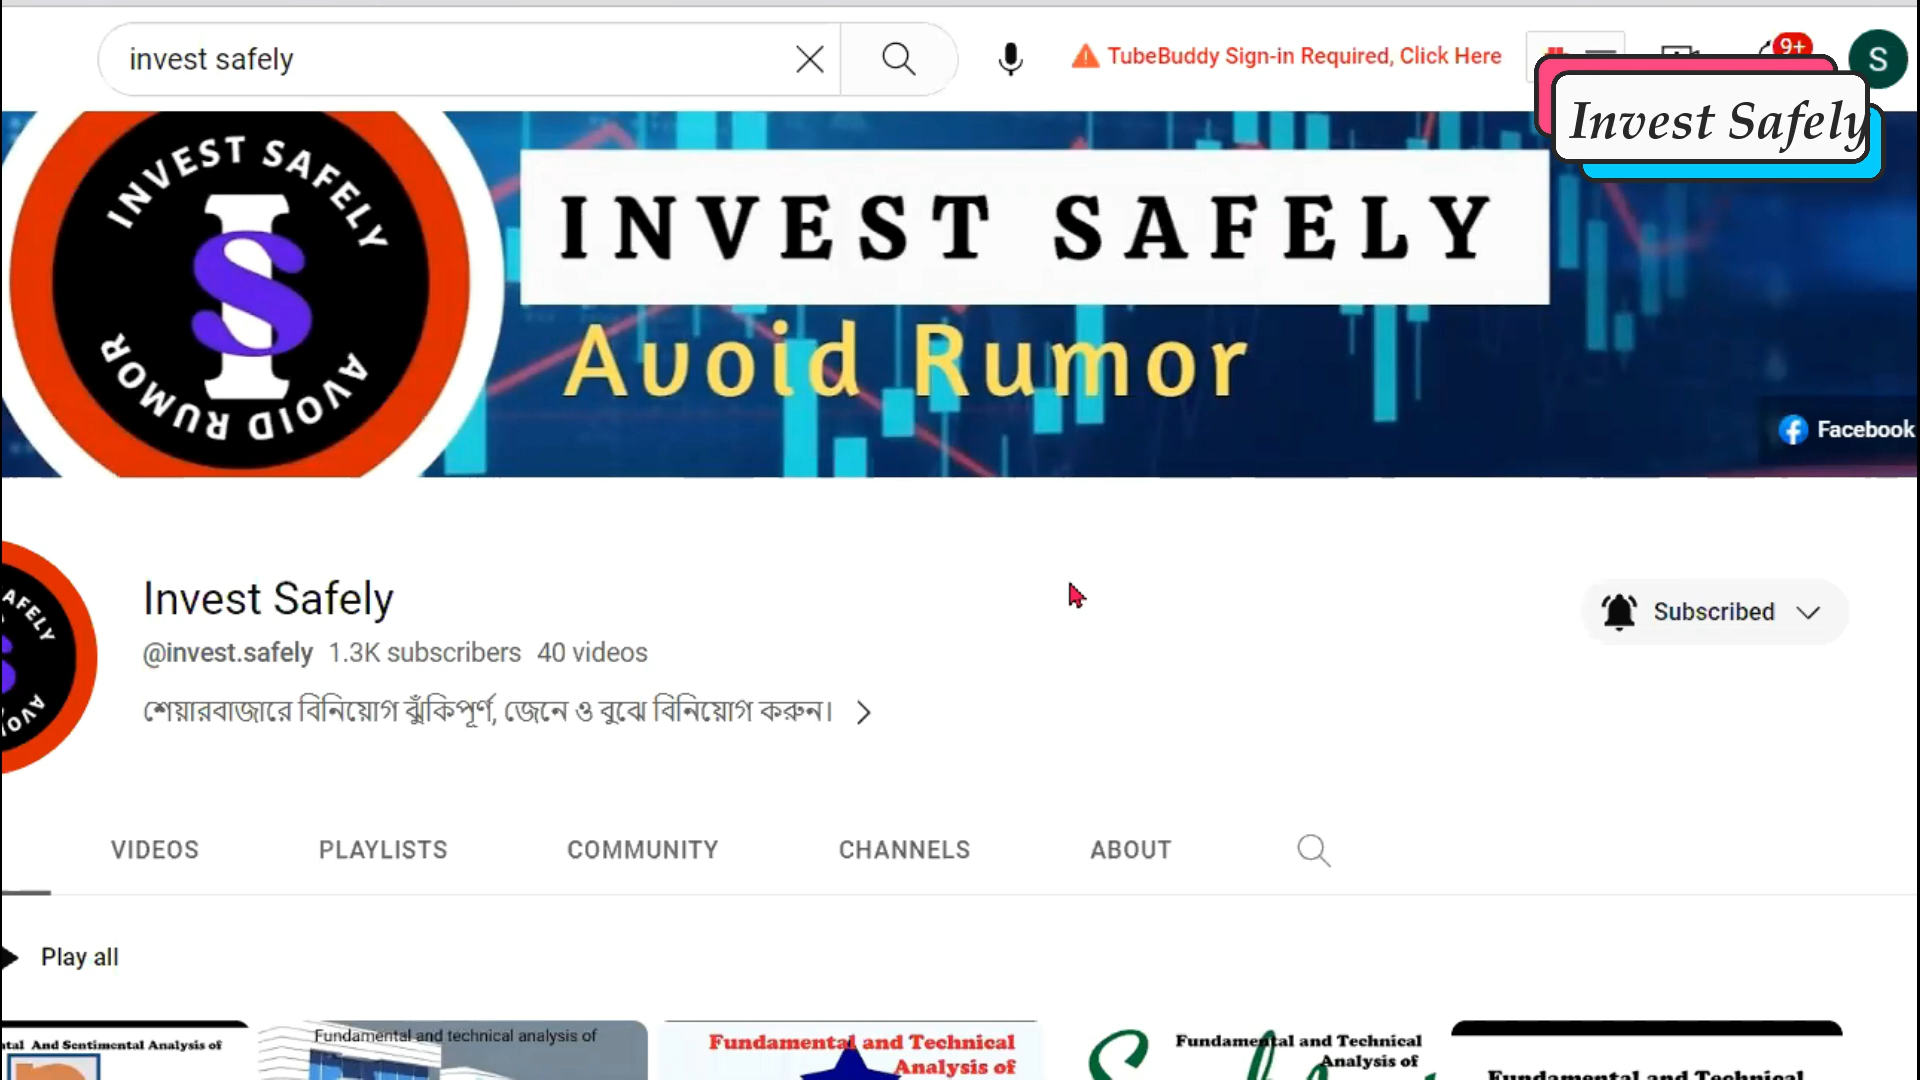 invest safely
TubeBuddy Sign-in Required, Click Here
9+
S
Invest Safely
INVEST SAFELY
IS
AVOID RUMOR
INVEST SAFELY
Avoid Rumor
Facebook
Invest Safely
@invest.safely 1.3K subscribers 40 videos
শেয়ারবাজারে বিনিয়োগ ঝুঁকিপূর্ণ, জেনে ও বুঝে বিনিয়োগ করুন।
Subscribed
VIDEOS PLAYLISTS COMMUNITY CHANNELS ABOUT
Play all
And Sentimental Analysis of
Fundamental and technical analysis of
Fundamental and Technical
Analysis of
Fundamental and Technical
Analysis of
Fundamental and Technical